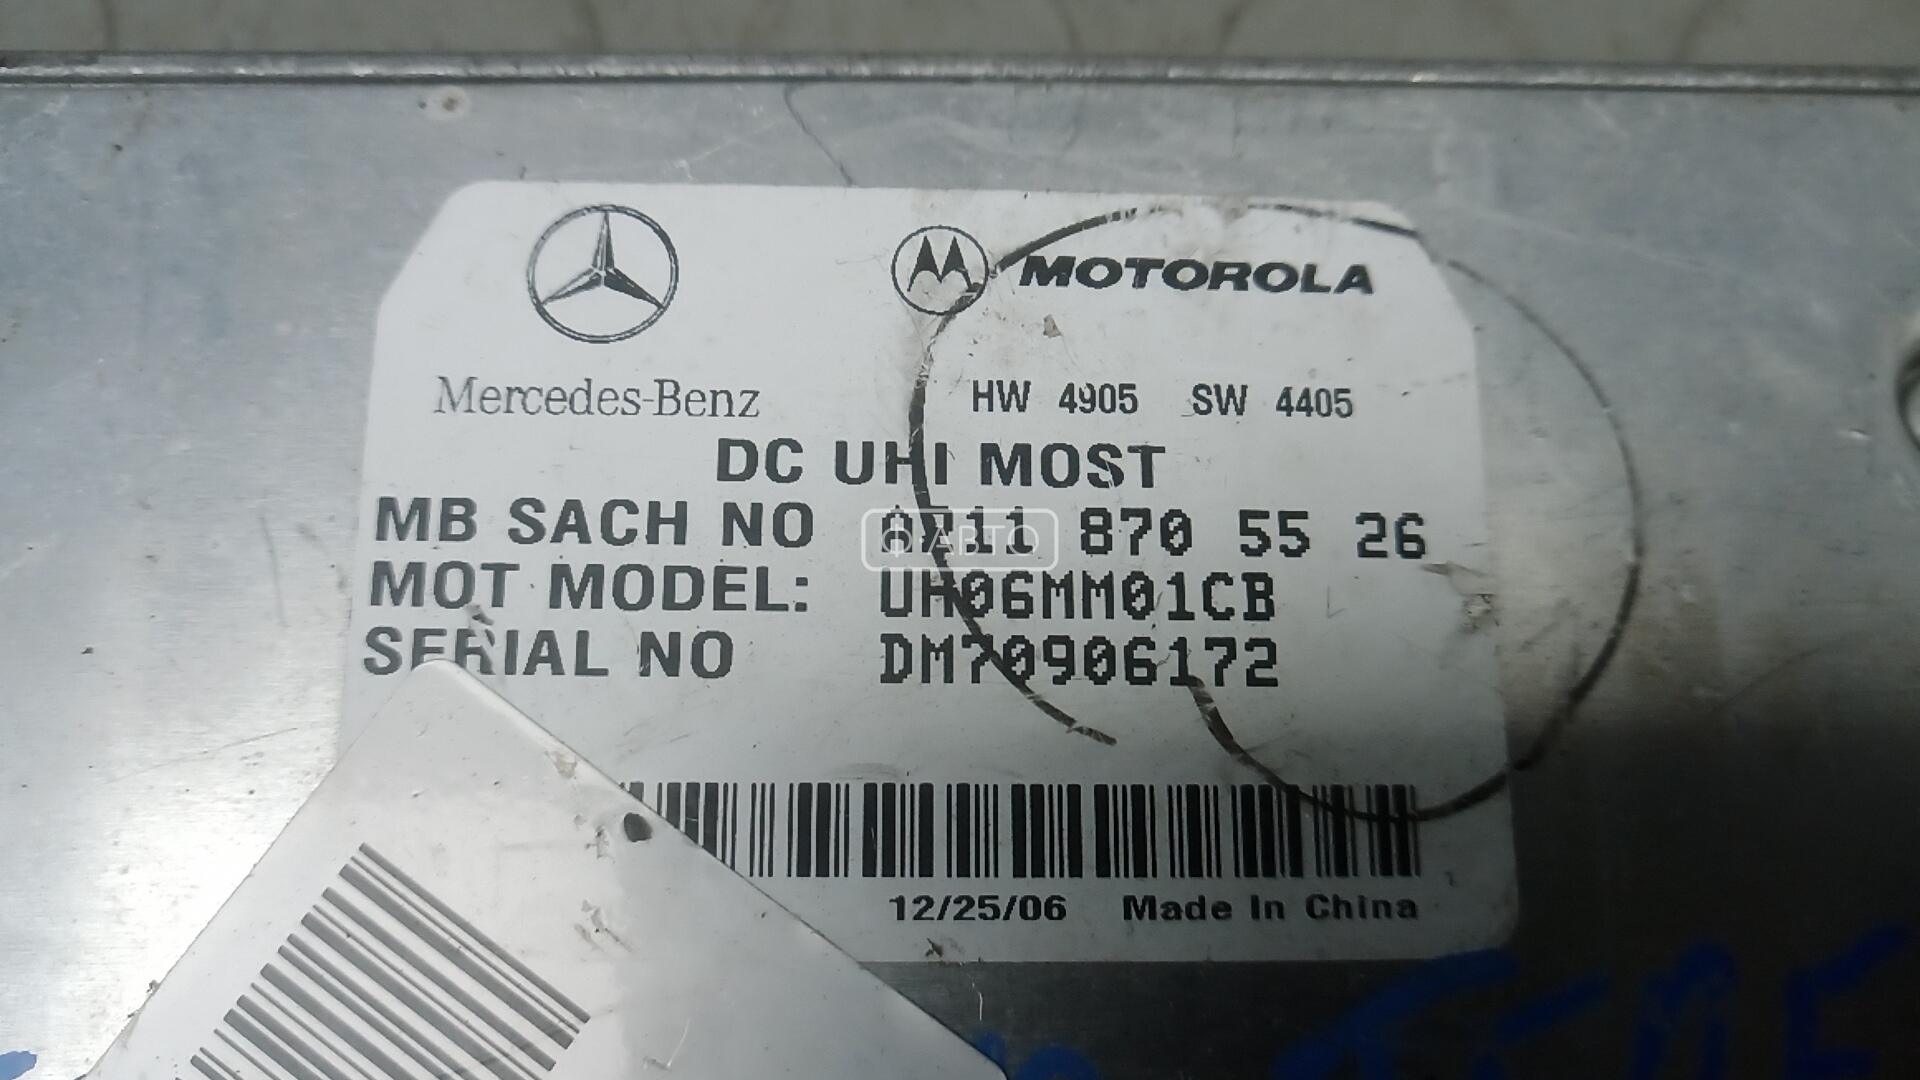 MOTOROLA
Mercedes-Benz HW 4905 SW 4405
DC UHI MOST
MB SACH NO A211 870 55 26
MOT MODEL: UH06MM01CB
SERIAL NO DM70906172
12/25/06 Made In China